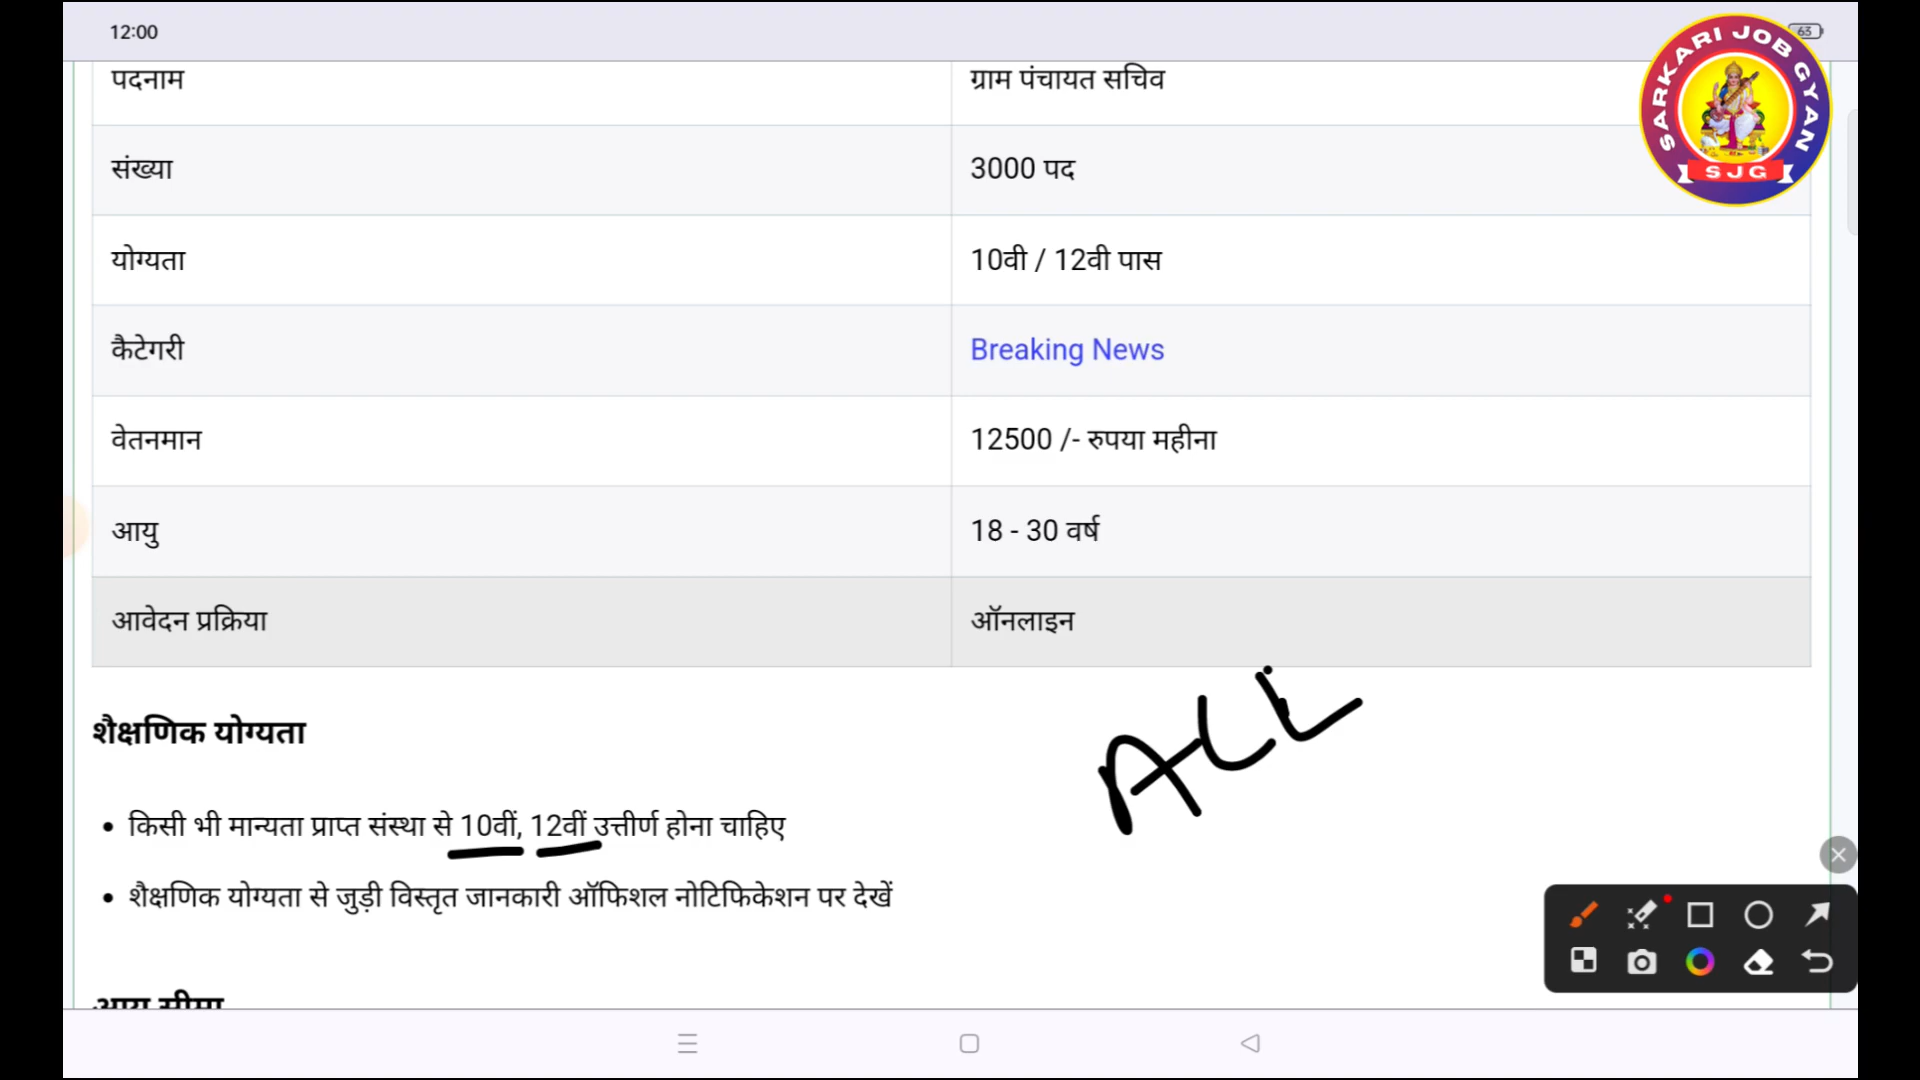 12:00
63
SARKARI JOB GYAN
SJG
पदनाम ग्राम पंचायत सचिव
संख्या 3000 पद
योग्यता 10वी / 12वी पास
कैटेगरी Breaking News
वेतनमान 12500 /- रुपया महीना
आयु 18 - 30 वर्ष
आवेदन प्रक्रिया ऑनलाइन
ALL
शैक्षणिक योग्यता
• किसी भी मान्यता प्राप्त संस्था से 10वीं, 12वीं उत्तीर्ण होना चाहिए
• शैक्षणिक योग्यता से जुड़ी विस्तृत जानकारी ऑफिशल नोटिफिकेशन पर देखें
आयु सीमा